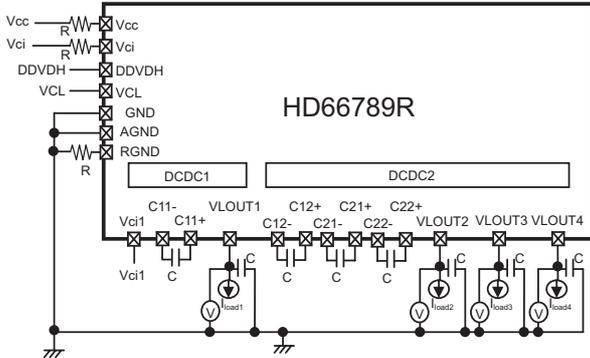 Vcc R Vcc
Vci R Vci
DDVDH DDVDH
VCL VCL
GND
AGND
RGND
R
HD66789R
DCDC1 DCDC2
Vci1 C11- C11+ VLOUT1 C12- C12+ C21- C21+ C22- C22+ VLOUT2 VLOUT3 VLOUT4
Vci1 C C C C C C C C
V Iload1 V Iload2 V Iload3 V Iload4